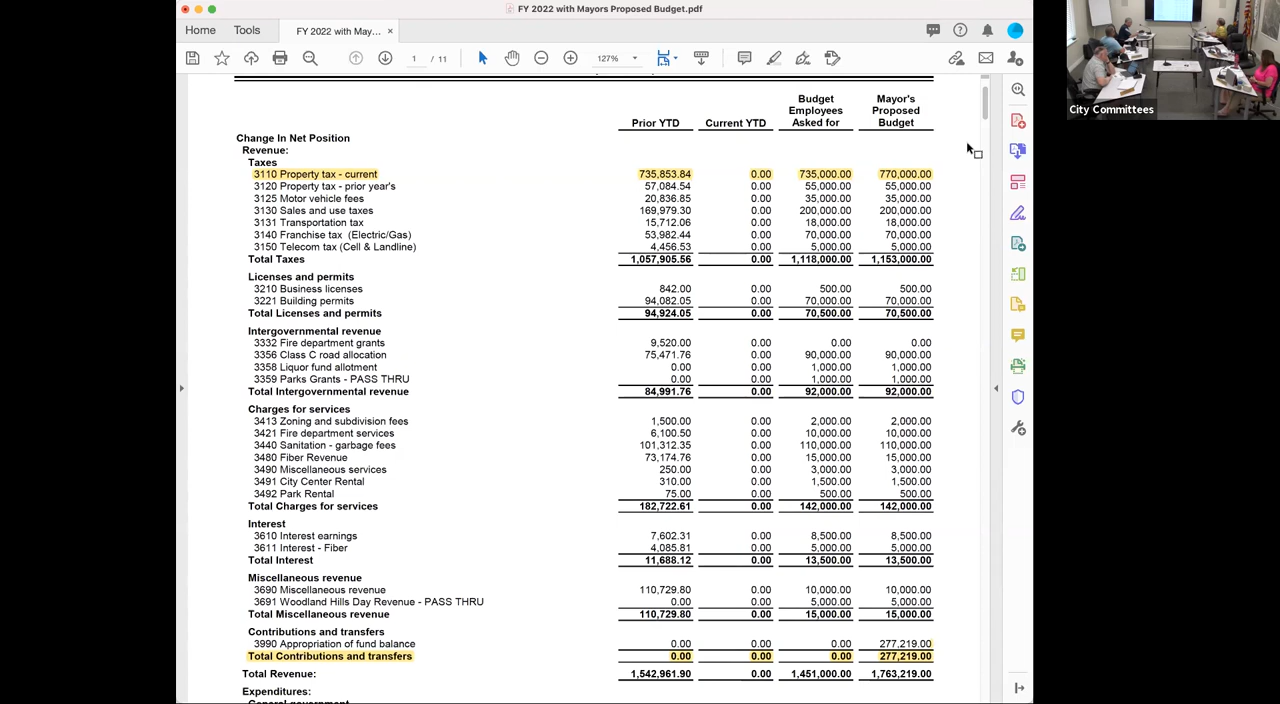 FY 2022 with Mayors Proposed Budget.pdf
Home Tools FY 2022 with May... ×
1 / 11 127%
City Committees
Prior YTD Current YTD Budget Employees Asked for Mayor's Proposed Budget
Change In Net Position
Revenue:
Taxes
3110 Property tax - current 735,853.84 0.00 735,000.00 770,000.00
3120 Property tax - prior year's 57,084.54 0.00 55,000.00 55,000.00
3125 Motor vehicle fees 20,836.85 0.00 35,000.00 35,000.00
3130 Sales and use taxes 169,979.30 0.00 200,000.00 200,000.00
3131 Transportation tax 15,712.06 0.00 18,000.00 18,000.00
3140 Franchise tax (Electric/Gas) 53,982.44 0.00 70,000.00 70,000.00
3150 Telecom tax (Cell & Landline) 4,456.53 0.00 5,000.00 5,000.00
Total Taxes 1,057,905.56 0.00 1,118,000.00 1,153,000.00
Licenses and permits
3210 Business licenses 842.00 0.00 500.00 500.00
3221 Building permits 94,082.05 0.00 70,000.00 70,000.00
Total Licenses and permits 94,924.05 0.00 70,500.00 70,500.00
Intergovernmental revenue
3332 Fire department grants 9,520.00 0.00 0.00 0.00
3356 Class C road allocation 75,471.76 0.00 90,000.00 90,000.00
3358 Liquor fund allotment 0.00 0.00 1,000.00 1,000.00
3359 Parks Grants - PASS THRU 0.00 0.00 1,000.00 1,000.00
Total Intergovernmental revenue 84,991.76 0.00 92,000.00 92,000.00
Charges for services
3413 Zoning and subdivision fees 1,500.00 0.00 2,000.00 2,000.00
3421 Fire department services 6,100.50 0.00 10,000.00 10,000.00
3440 Sanitation - garbage fees 101,312.35 0.00 110,000.00 110,000.00
3480 Fiber Revenue 73,174.76 0.00 15,000.00 15,000.00
3490 Miscellaneous services 250.00 0.00 3,000.00 3,000.00
3491 City Center Rental 310.00 0.00 1,500.00 1,500.00
3492 Park Rental 75.00 0.00 500.00 500.00
Total Charges for services 182,722.61 0.00 142,000.00 142,000.00
Interest
3610 Interest earnings 7,602.31 0.00 8,500.00 8,500.00
3611 Interest - Fiber 4,085.81 0.00 5,000.00 5,000.00
Total Interest 11,688.12 0.00 13,500.00 13,500.00
Miscellaneous revenue
3690 Miscellaneous revenue 110,729.80 0.00 10,000.00 10,000.00
3691 Woodland Hills Day Revenue - PASS THRU 0.00 0.00 5,000.00 5,000.00
Total Miscellaneous revenue 110,729.80 0.00 15,000.00 15,000.00
Contributions and transfers
3990 Appropriation of fund balance 0.00 0.00 0.00 277,219.00
Total Contributions and transfers 0.00 0.00 0.00 277,219.00
Total Revenue: 1,542,961.90 0.00 1,451,000.00 1,763,219.00
Expenditures:
General government